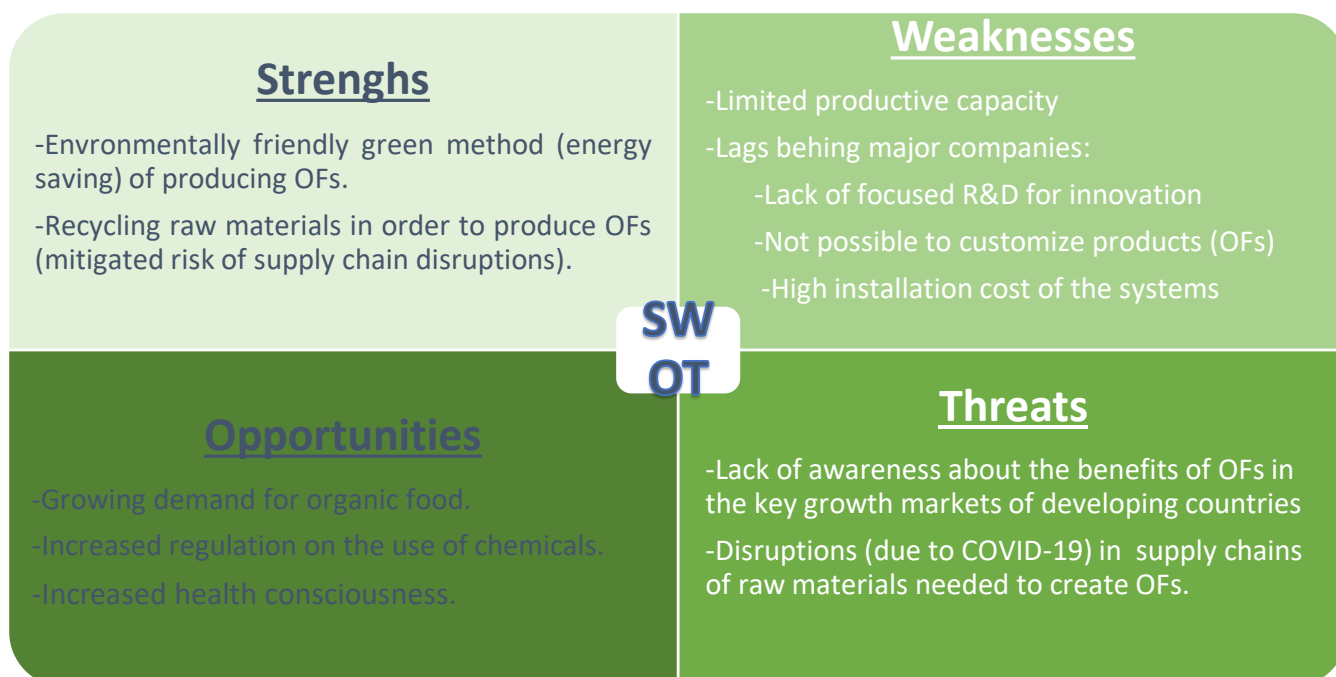 Strenghs
-Envronmentally friendly green method (energy
saving) of producing OFs.
-Recycling raw materials in order to produce OFs
(mitigated risk of supply chain disruptions).
Weaknesses
-Limited productive capacity
-Lags behing major companies:
-Lack of focused R&D for innovation
-Not possible to customize products (OFs)
-High installation cost of the systems
SW
OT
Opportunities
-Growing demand for organic food.
-Increased regulation on the use of chemicals.
-Increased health consciousness.
Threats
-Lack of awareness about the benefits of OFs in
the key growth markets of developing countries
-Disruptions (due to COVID-19) in supply chains
of raw materials needed to create OFs.